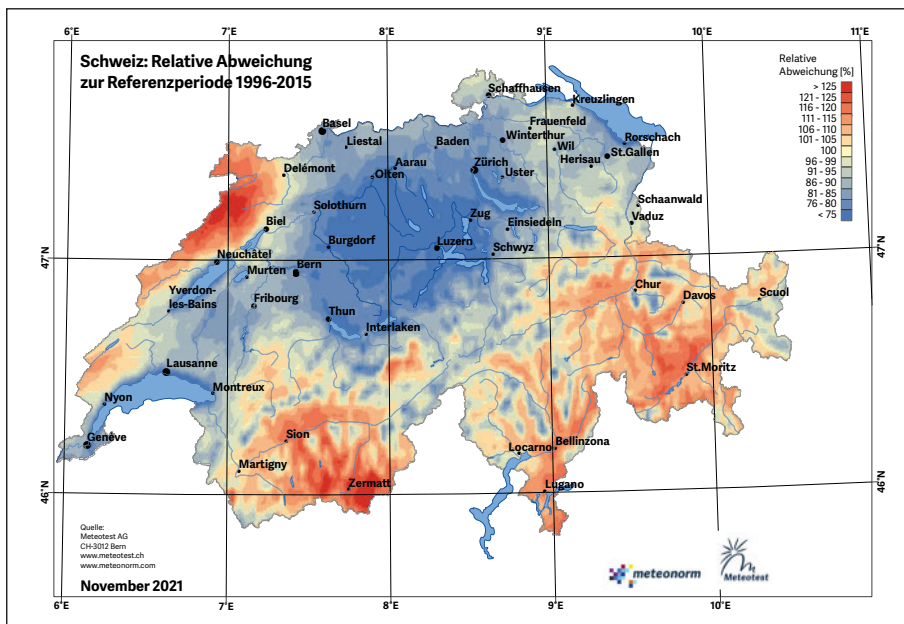 6°E 7°E 8°E 9°E 10°E 11°E
Schweiz: Relative Abweichung
zur Referenzperiode 1996-2015
Relative
Abweichung [%]
> 125
121 - 125
116 - 120
111 - 115
106 - 110
101 - 105
100
96 - 99
91 - 95
86 - 90
81 - 85
76 - 80
< 75
Schaffhausen
Kreuzlingen
Basel
Frauenfeld
Liestal
Baden
Winterthur
Rorschach
Wil
St.Gallen
Herisau
Aarau
Zürich
Delémont
Olten
Uster
Solothurn
Schaanwald
Zug
Vaduz
Biel
Einsiedeln
Burgdorf
Luzern
Schwyz
47°N
47°N
Neuchâtel
Bern
Murten
Chur
Yverdon-
les-Bains
Fribourg
Davos
Scuol
Thun
Interlaken
Lausanne
St.Moritz
Montreux
Nyon
Genève
Sion
Locarno
Bellinzona
Martigny
Zermatt
Lugano
46°N
46°N
Quelle:
Meteotest AG
CH-3012 Bern
www.meteotest.ch
www.meteonorm.com
meteonorm
Meteotest
November 2021
6°E 7°E 8°E 9°E 10°E